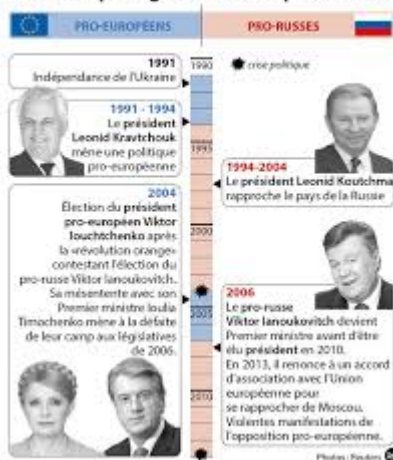 PRO-EUROPÉENS
PRO-RUSSES
1991
Indépendance de l'Ukraine
1991 - 1994
Le président
Leonid Kravtchouk
mène une politique
pro-européenne
2004
Élection du président
pro-européen Viktor
Iouchtchenko après
la «révolution orange»
contestant l'élection du
pro-russe Viktor Ianoukovitch.
Sa mésentente avec son
Premier ministre Ioulia
Timochenko mène à la défaite
de leur camp aux législatives
de 2006.
1990
1995
2000
2005
2010
crise politique
1994-2004
Le président Leonid Koutchma
rapproche le pays de la Russie
2006
Le pro-russe
Viktor Ianoukovitch devient
Premier ministre avant d'être
élu président en 2010.
En 2013, il renonce à un accord
d'association avec l'Union
européenne pour
se rapprocher de Moscou.
Violentes manifestations de
l'opposition pro-européenne.
Photos : Reuters